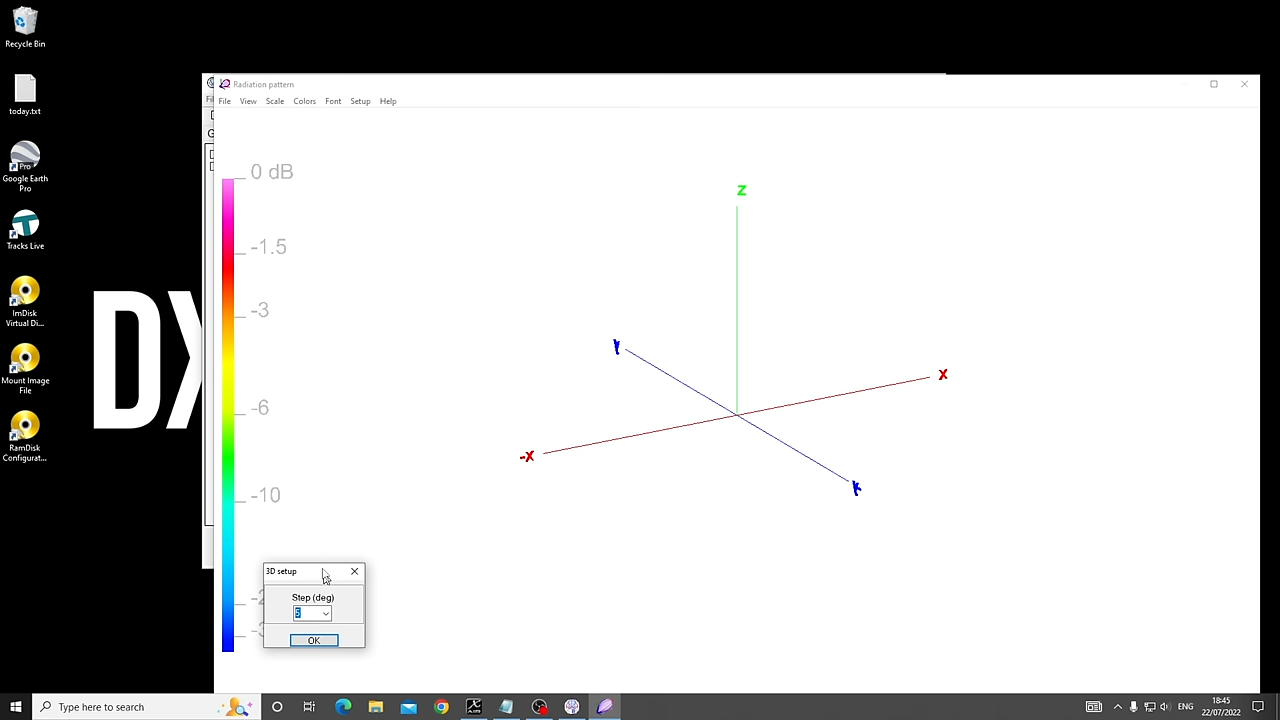 Recycle Bin
today.txt
Google Earth
Pro
Tracks Live
ImDisk
Virtual Di...
Mount Image
File
RamDisk
Configurat...
DX
Radiation pattern
File View Scale Colors Font Setup Help
0 dB
-1.5
-3
-6
-10
Z
Y
X
-X
3D setup
Step (deg)
5
OK
Type here to search
ENG
18:45
22/07/2022